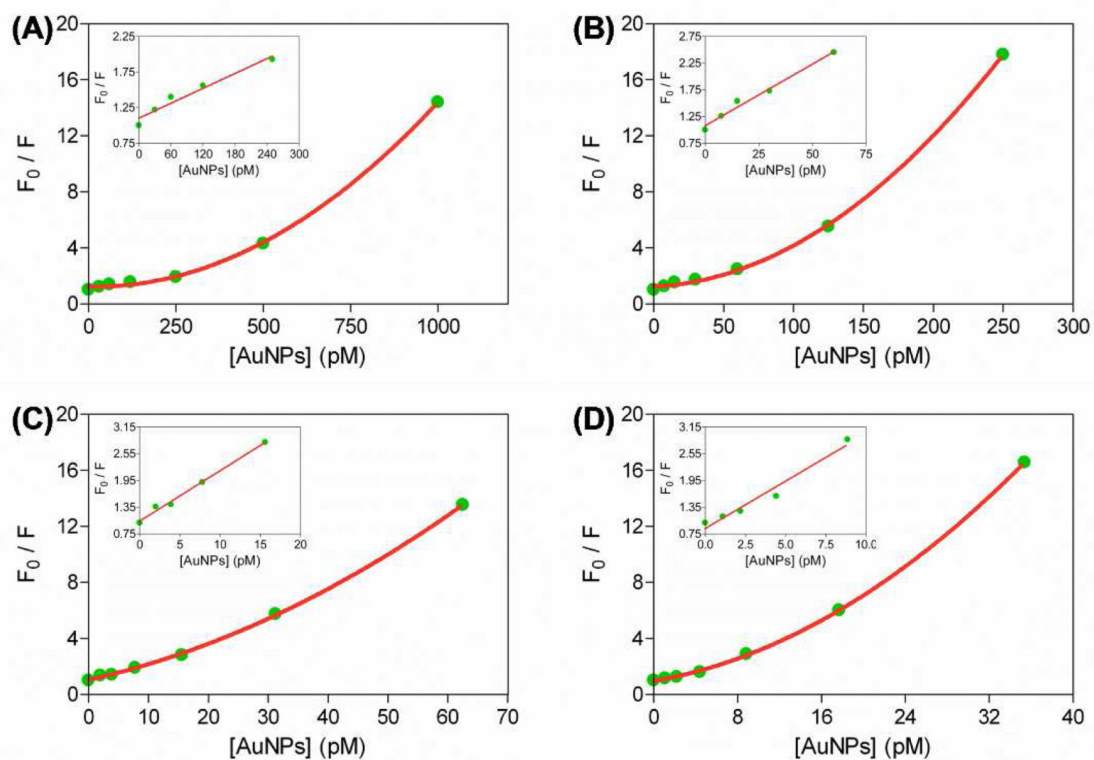 (A)
20
16
12
8
4
0
F0 / F
0 250 500 750 1000
[AuNPs] (pM)
2.25
1.75
1.25
0.75
F0 / F
0 60 120 180 240 300
[AuNPs] (pM)
(B)
20
16
12
8
4
0
F0 / F
0 50 100 150 200 250 300
[AuNPs] (pM)
2.75
2.25
1.75
1.25
0.75
F0 / F
0 25 50 75
[AuNPs] (pM)
(C)
20
16
12
8
4
0
F0 / F
0 10 20 30 40 50 60 70
[AuNPs] (pM)
3.15
2.55
1.95
1.35
0.75
F0 / F
0 5 10 15 20
[AuNPs] (pM)
(D)
20
16
12
8
4
0
F0 / F
0 8 16 24 32 40
[AuNPs] (pM)
3.15
2.55
1.95
1.35
0.75
F0 / F
0.0 2.5 5.0 7.5 10.0
[AuNPs] (pM)